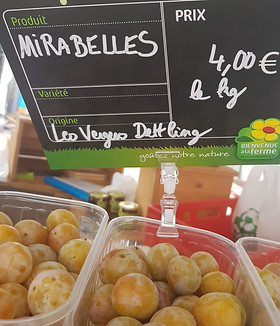 Produit
PRIX
MIRABELLES
4,00 €
le kg
Variété
Origine
Les Vergers Dettling
goûtez notre nature
BIENVENUE
à la ferme